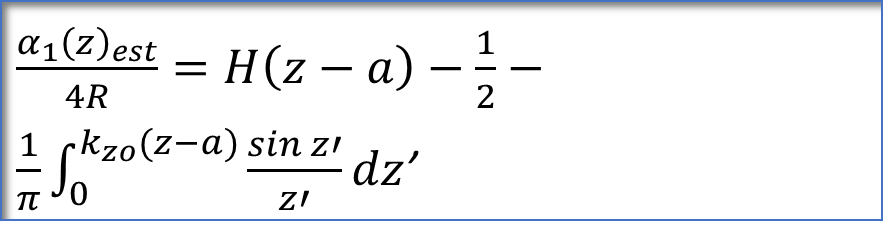 α₁(z)ₑₛₜ/4R = H(z − a) − 1/2 −
1/π ∫₀^{k_{zo}(z−a)} sin z′/z′ dz′